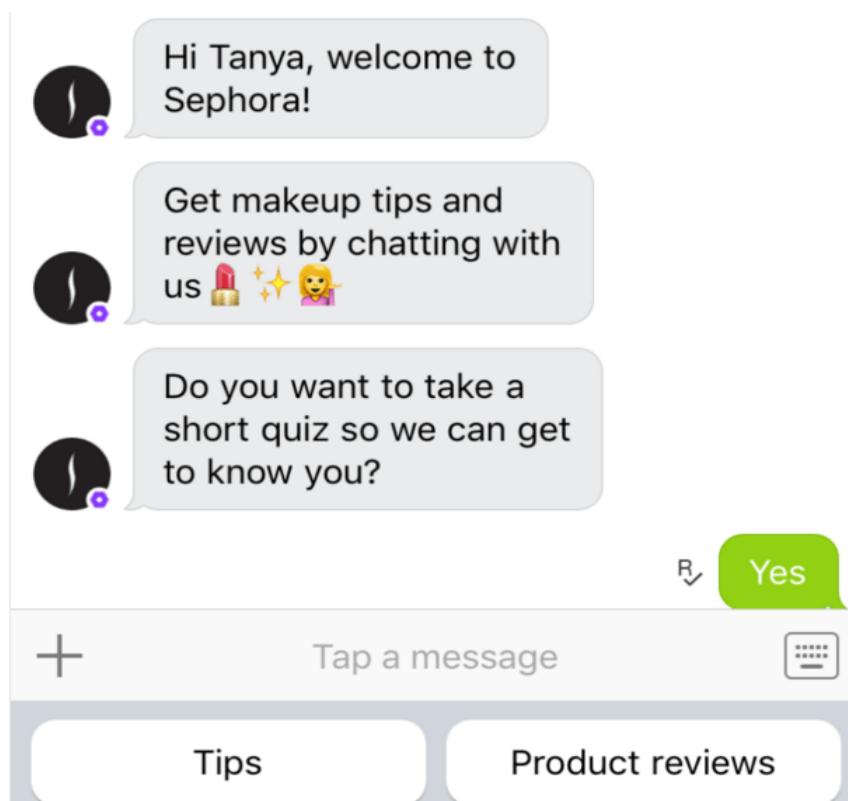 Hi Tanya, welcome to
Sephora!
Get makeup tips and
reviews by chatting with
us💄✨💁
Do you want to take a
short quiz so we can get
to know you?
R Yes
Tap a message
Tips Product reviews